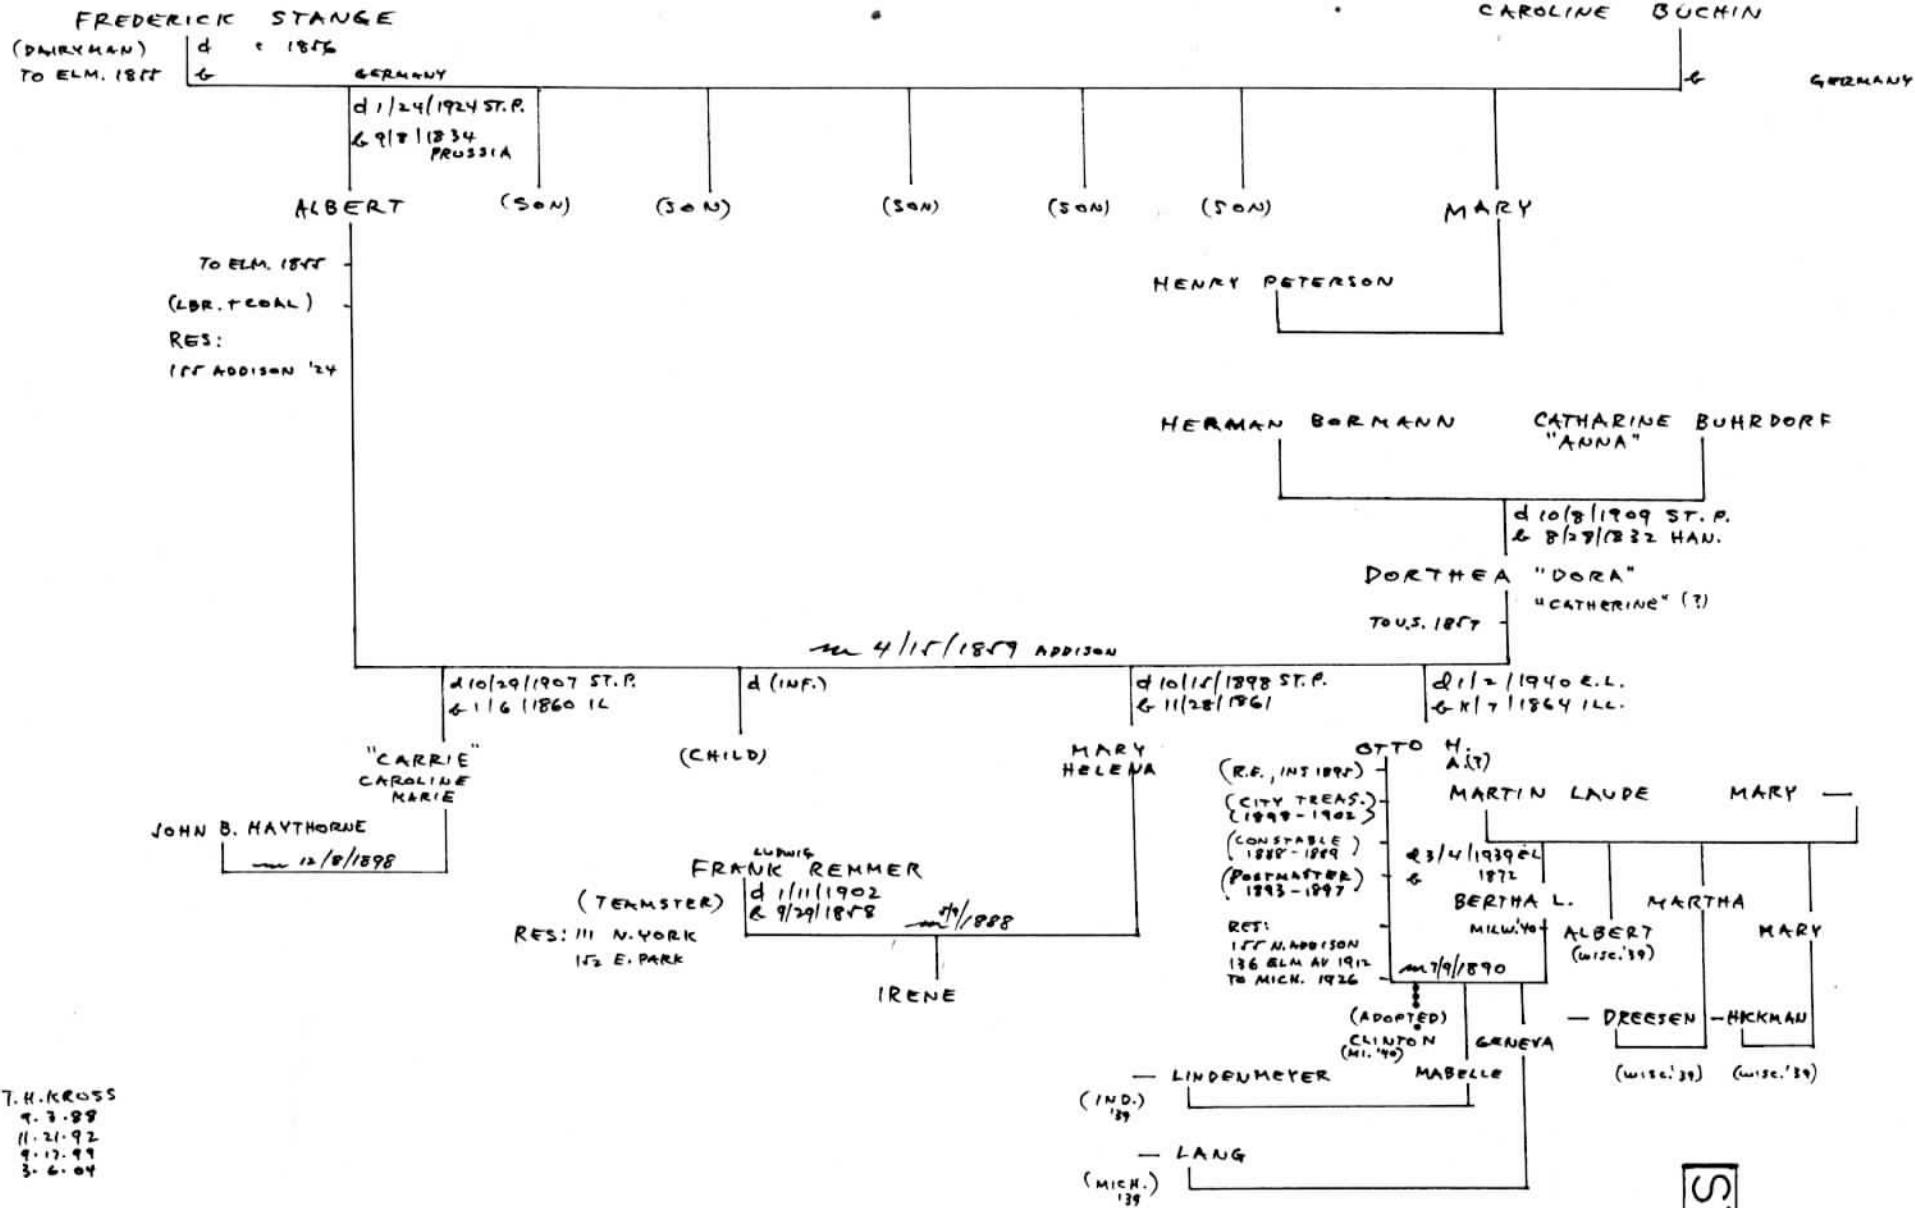 FREDERICK STANGE
CAROLINE BUCHIN
(DAIRYMAN)
d c 1856
TO ELM. 1855
b GERMANY
b GERMANY
d 1/24/1924 ST. P.
b 9/8/1834
PRUSSIA
ALBERT
(SON)
(SON)
(SON)
(SON)
(SON)
MARY
TO ELM. 1855
(LBR. + COAL)
RES:
155 ADDISON '24
HENRY PETERSON
HERMAN BORMANN
CATHARINE BUHRDORF
"ANNA"
d 10/8/1909 ST. P.
b 8/28/1832 HAN.
DORTHEA "DORA"
"CATHERINE" (?)
TO U.S. 1857
m 4/15/1859 ADDISON
d 10/29/1907 ST. P.
b 1/6/1860 IL
d (INF.)
d 10/15/1898 ST. P.
b 11/28/1861
d 1/2/1940 E.L.
/7/1864 ILL.
"CARRIE"
CAROLINE
MARIE
(CHILD)
MARY
HELENA
OTTO H.
A.(?)
JOHN B. HAYTHORNE
m 12/8/1898
LUDWIG
FRANK REMMER
d 1/11/1902
b 9/29/1858
(TEAMSTER)
RES: 111 N. YORK
152 E. PARK
m 5/9/1888
IRENE
(R.E., INS 1895)
(CITY TREAS.)
(1898-1902)
(CONSTABLE
1888-1889)
(POSTMASTER)
1893-1897
RES:
155 N. ADDISON
136 ELM AV 1912
TO MICH. 1926
MARTIN LAUDE
MARY —
d 3/4/1939 EL
b 1872
BERTHA L.
MILW. '40
m 7/9/1890
ALBERT
(WISC. '39)
MARTHA
MARY
(ADOPTED)
CLINTON
(MI. '40)
MABELLE
GENEVA
— DREESEN
(WISC. '39)
— HICKMAN
(WISC. '39)
— LINDENMEYER
(IND.)
'39
— LANG
(MICH.)
'39
T.H. KROSS
9.3.88
11.21.92
9.17.99
3.6.04
S